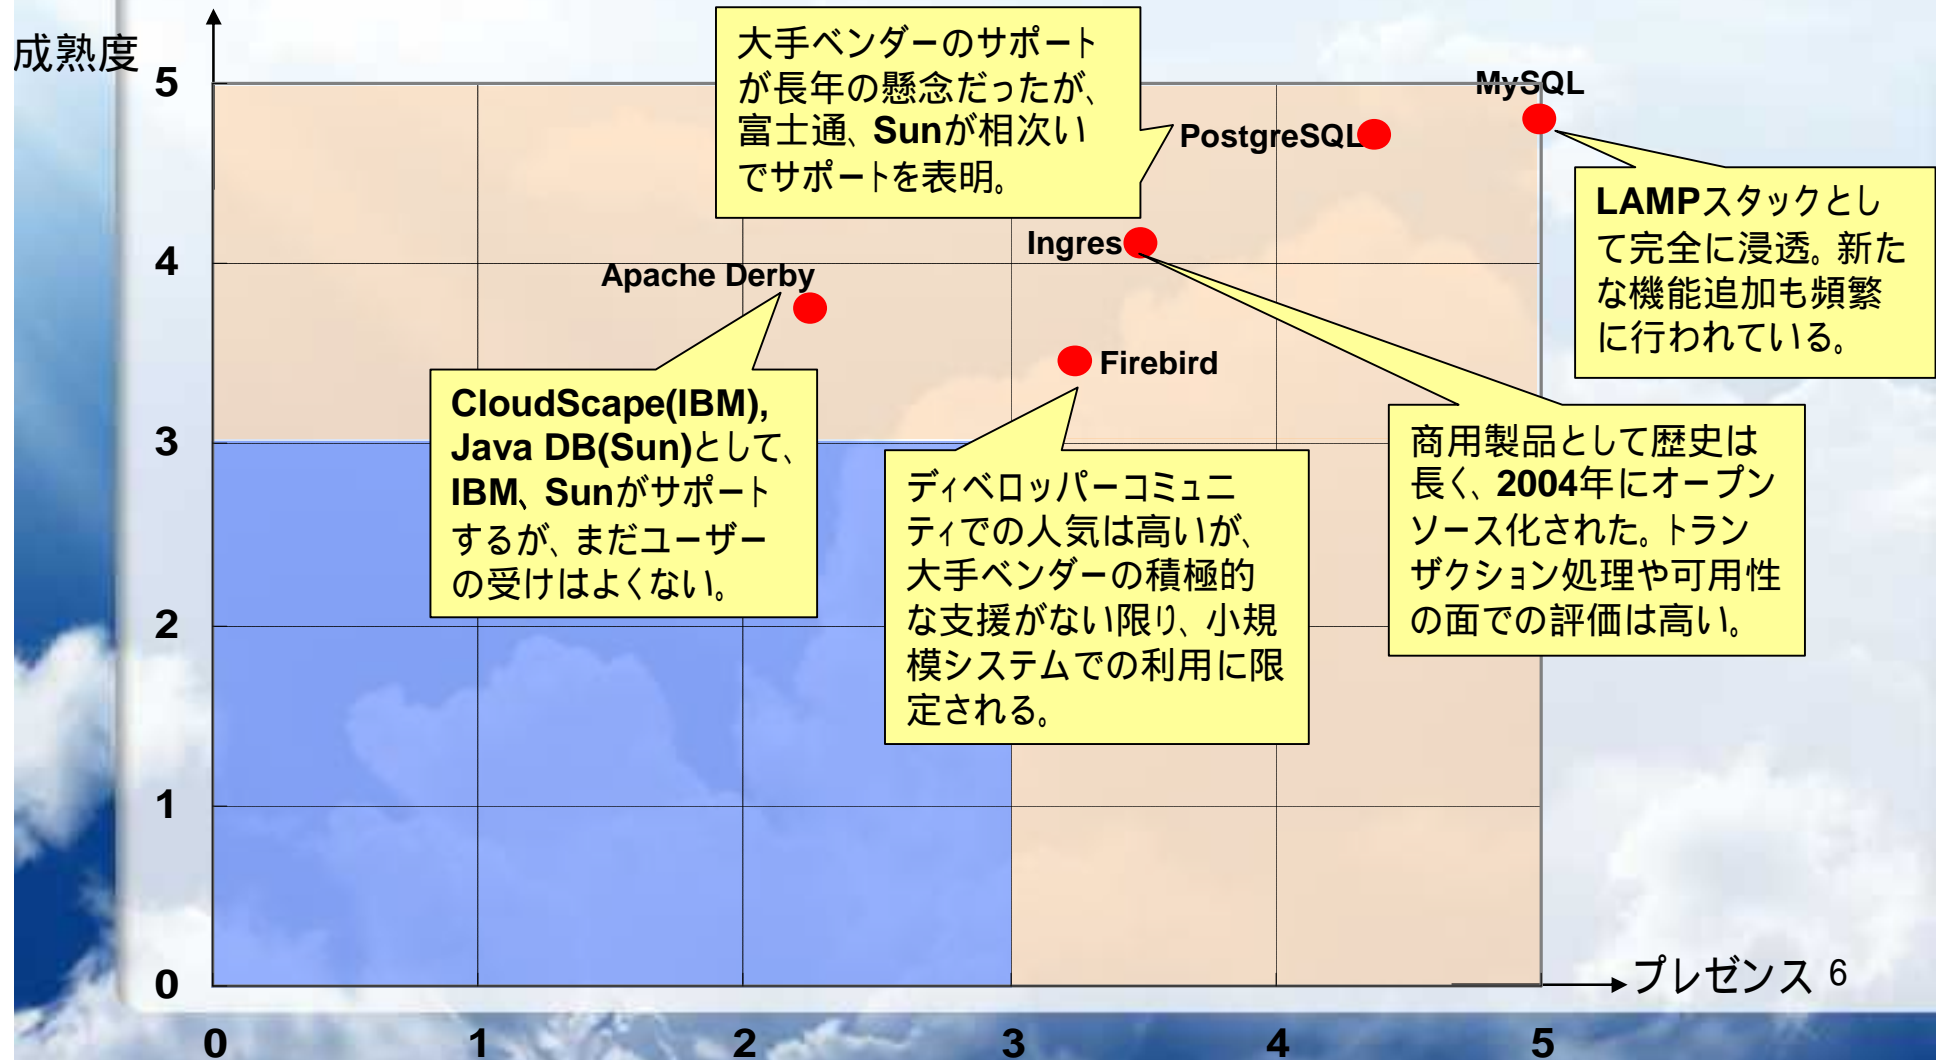 成熟度
大手ベンダーのサポート
が長年の懸念だったが、
富士通、Sunが相次い
でサポートを表明。
MySQL
PostgreSQL
LAMPスタックとし
て完全に浸透。新た
な機能追加も頻繁
に行われている。
Ingres
Apache Derby
Firebird
CloudScape(IBM),
Java DB(Sun)として、
IBM、Sunがサポート
するが、まだユーザー
の受けはよくない。
ディベロッパーコミュニ
ティでの人気は高いが、
大手ベンダーの積極的
な支援がない限り、小規
模システムでの利用に限
定される。
商用製品として歴史は
長く、2004年にオープン
ソース化された。トラン
ザクション処理や可用性
の面での評価は高い。
5
4
3
2
1
0
プレゼンス 6
0 1 2 3 4 5